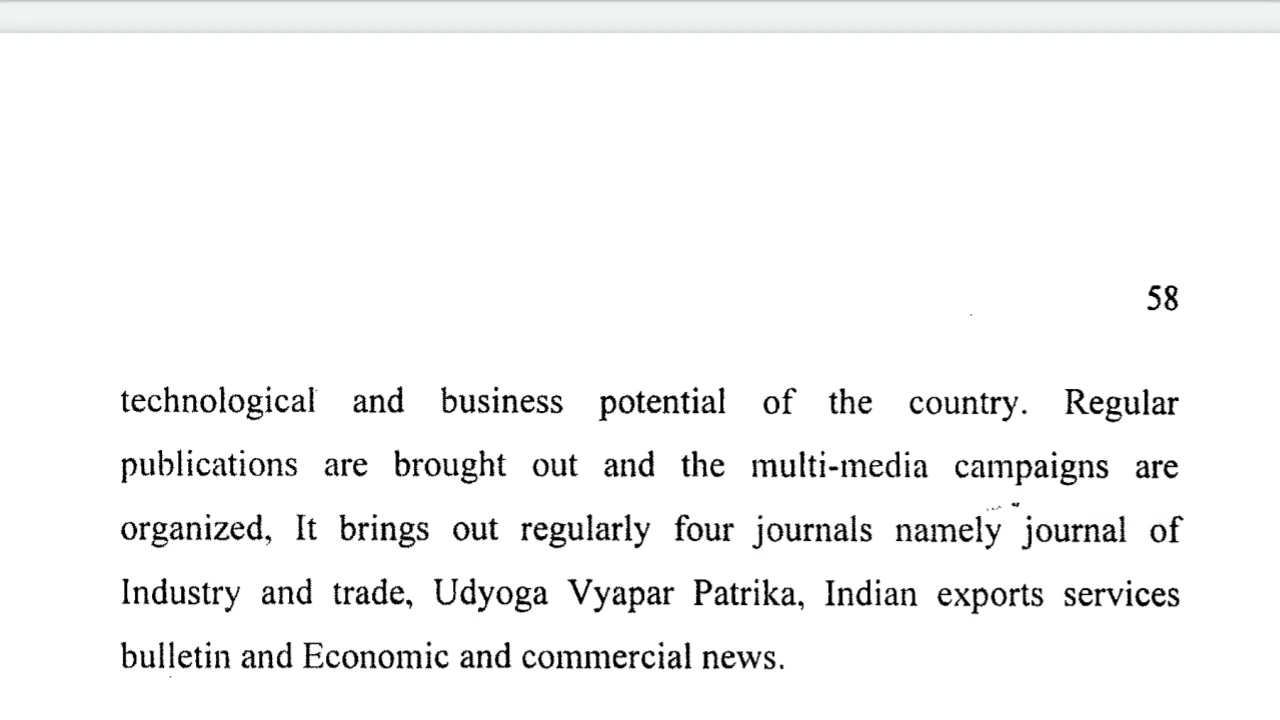 58
technological and business potential of the country. Regular
publications are brought out and the multi-media campaigns are
organized, It brings out regularly four journals namely journal of
Industry and trade, Udyoga Vyapar Patrika, Indian exports services
bulletin and Economic and commercial news.